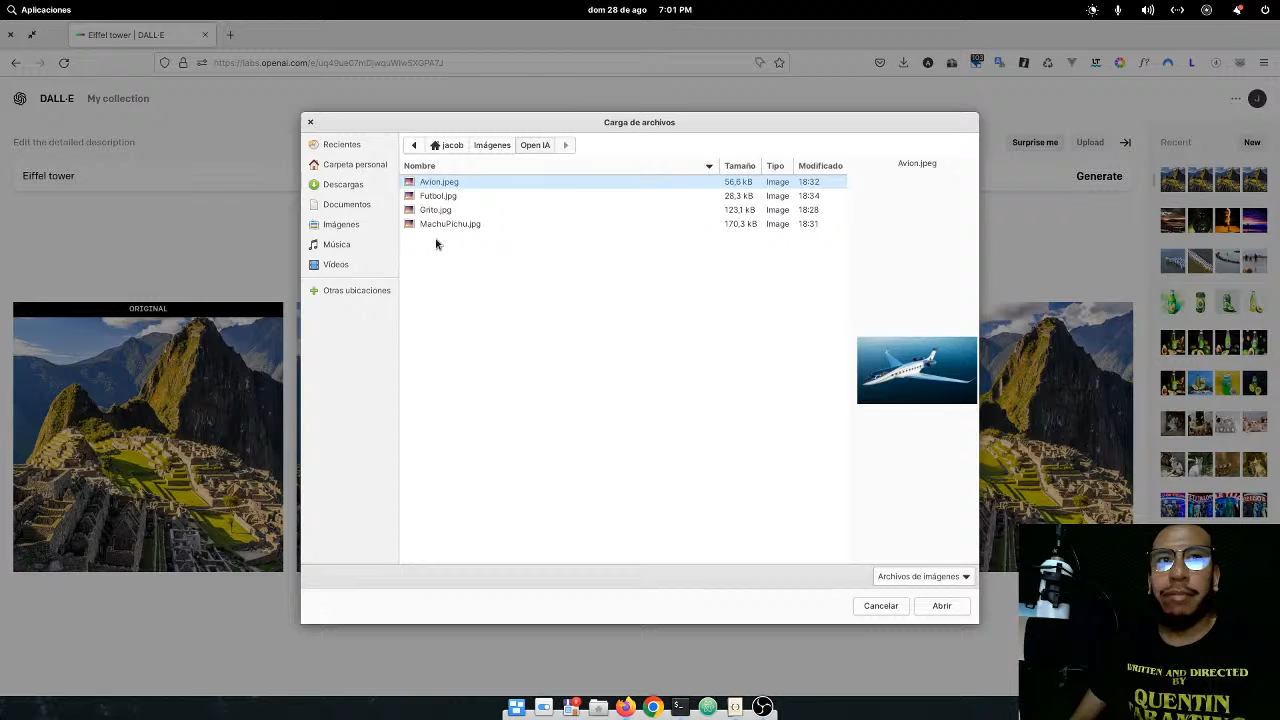 Aplicaciones
dom 28 de ago 7:01 PM
Eiffel tower | DALL·E
DALL·E
My collection
J
Edit the detailed description
Surprise me
Upload
Recent
New
Eiffel tower
Generate
ORIGINAL
Carga de archivos
Recientes
Carpeta personal
Descargas
Documentos
Imágenes
Música
Vídeos
Otras ubicaciones
jacob
Imágenes
Open IA
Nombre
Tamaño
Tipo
Modificado
Avion.jpeg
56,6 kB
Image
18:32
Futbol.jpg
28,3 kB
Image
18:34
Grito.jpg
123,1 kB
Image
18:28
MachuPichu.jpg
170,3 kB
Image
18:31
Avion.jpeg
Archivos de imágenes
Cancelar
Abrir
WRITTEN AND DIRECTED
BY
QUENTIN
TARANTINO